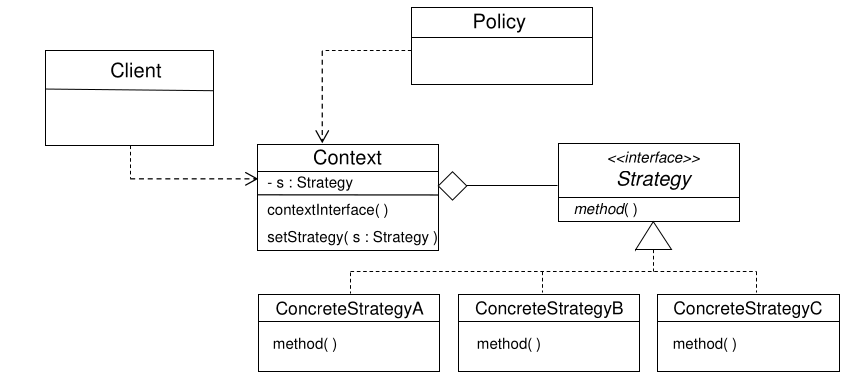 Policy
Client
Context
- s : Strategy
contextInterface( )
setStrategy( s : Strategy )
<<interface>>
Strategy
method( )
ConcreteStrategyA
method( )
ConcreteStrategyB
method( )
ConcreteStrategyC
method( )